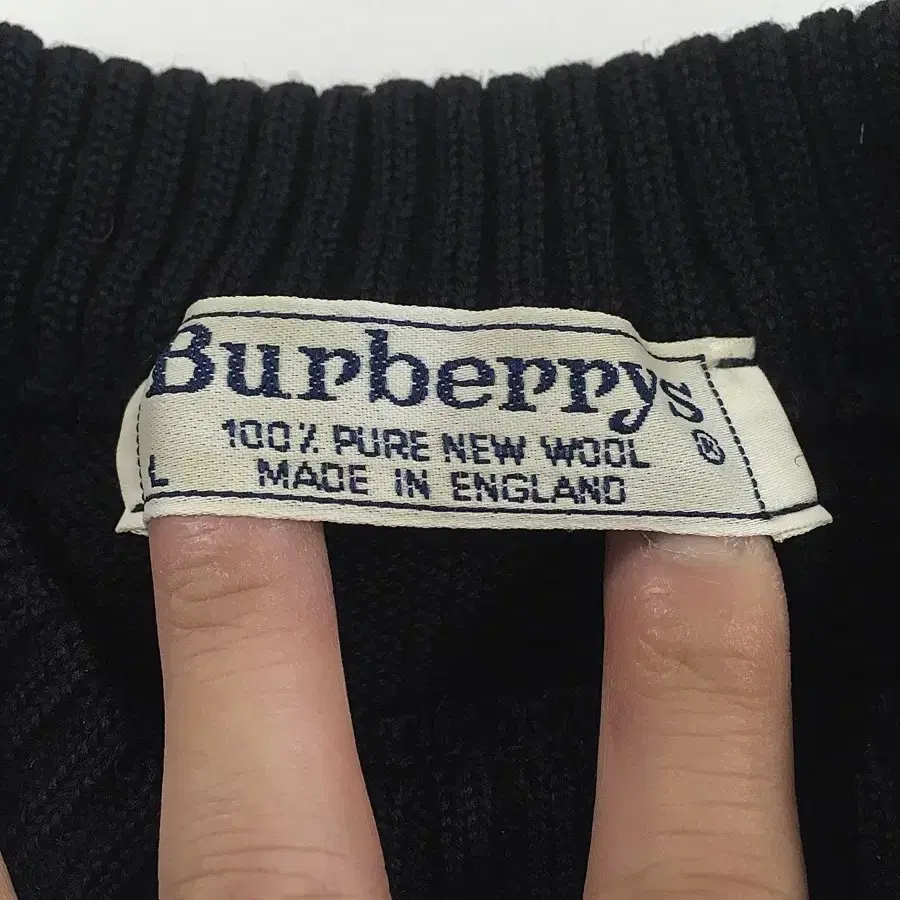 Burberrys
®
100% PURE NEW WOOL
L
MADE IN ENGLAND